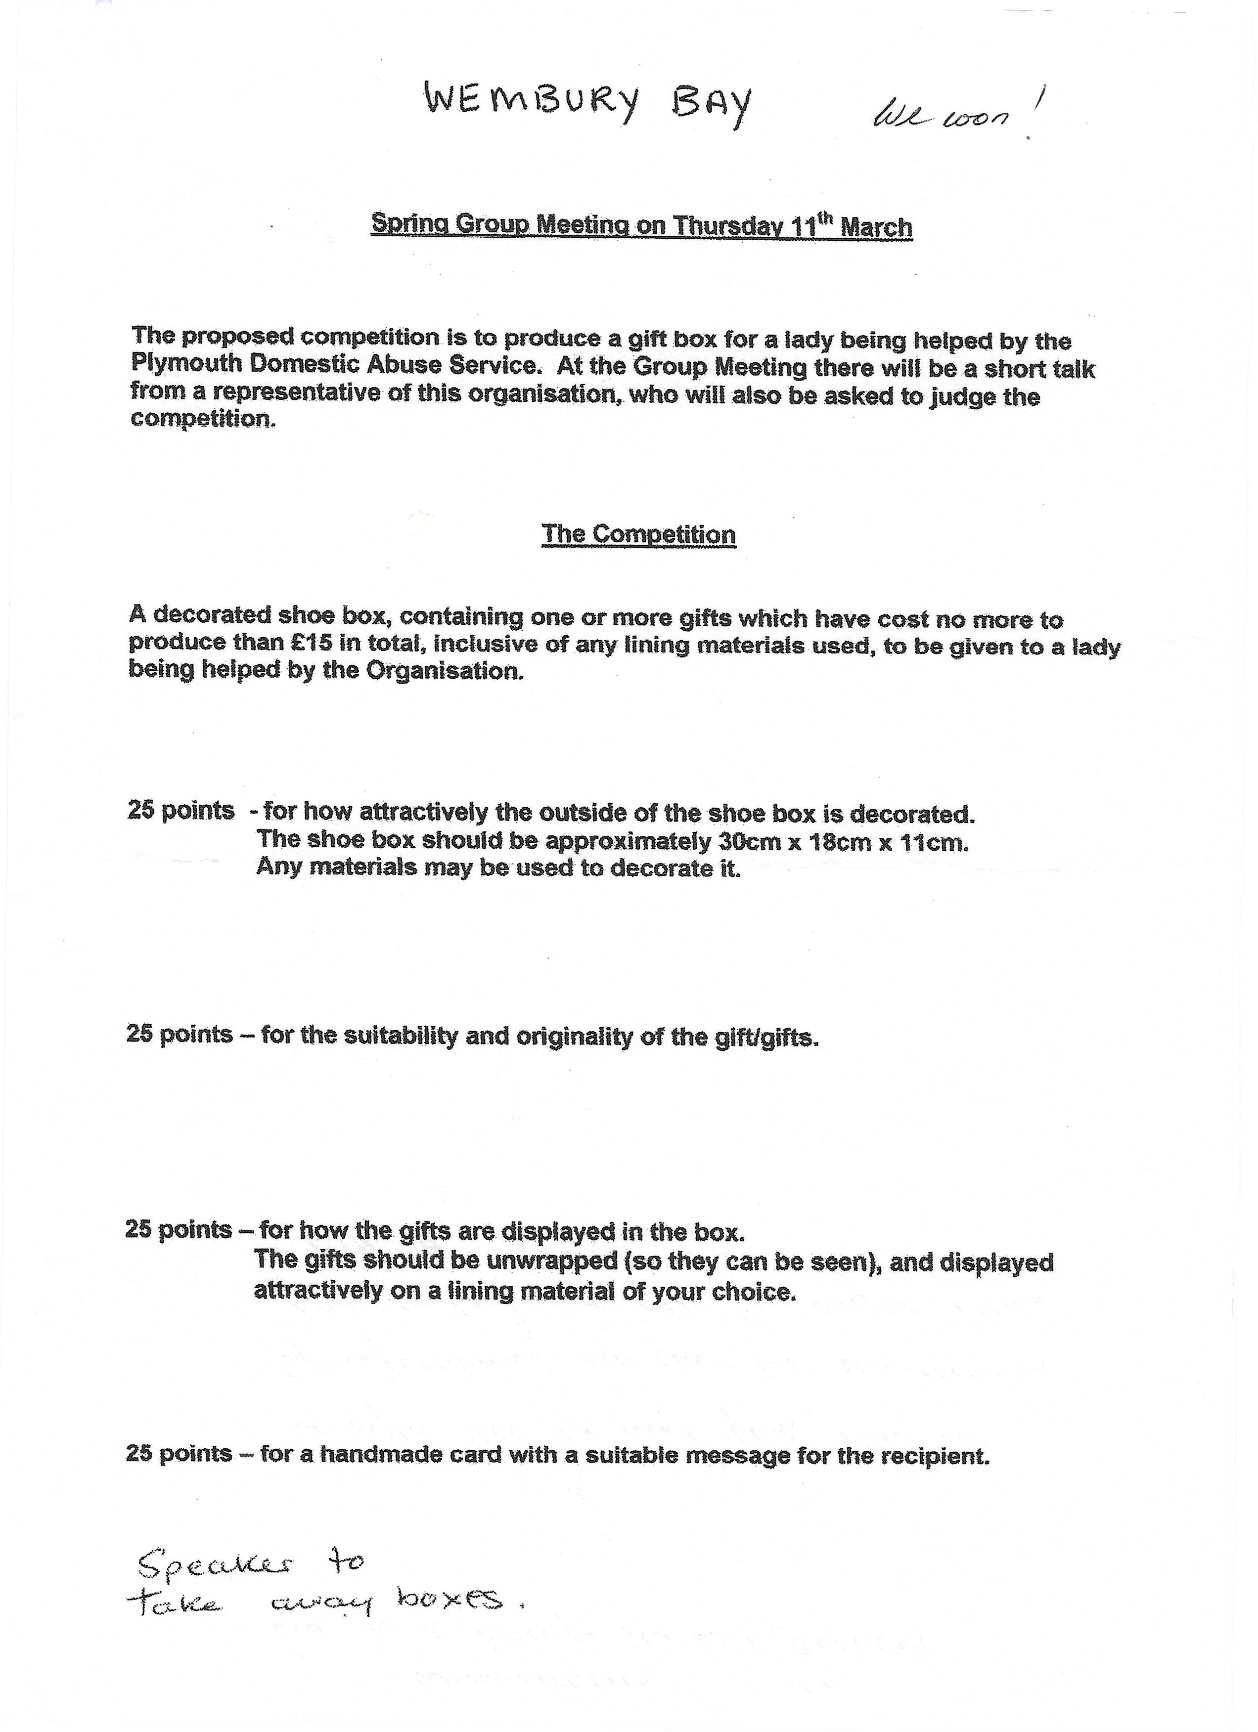 WEMBURY BAY We won!
Spring Group Meeting on Thursday 11th March
The proposed competition is to produce a gift box for a lady being helped by the
Plymouth Domestic Abuse Service. At the Group Meeting there will be a short talk
from a representative of this organisation, who will also be asked to judge the
competition.
The Competition
A decorated shoe box, containing one or more gifts which have cost no more to
produce than £15 in total, inclusive of any lining materials used, to be given to a lady
being helped by the Organisation.
25 points - for how attractively the outside of the shoe box is decorated.
The shoe box should be approximately 30cm x 18cm x 11cm.
Any materials may be used to decorate it.
25 points – for the suitability and originality of the gift/gifts.
25 points – for how the gifts are displayed in the box.
The gifts should be unwrapped (so they can be seen), and displayed
attractively on a lining material of your choice.
25 points – for a handmade card with a suitable message for the recipient.
Speaker to
take away boxes.